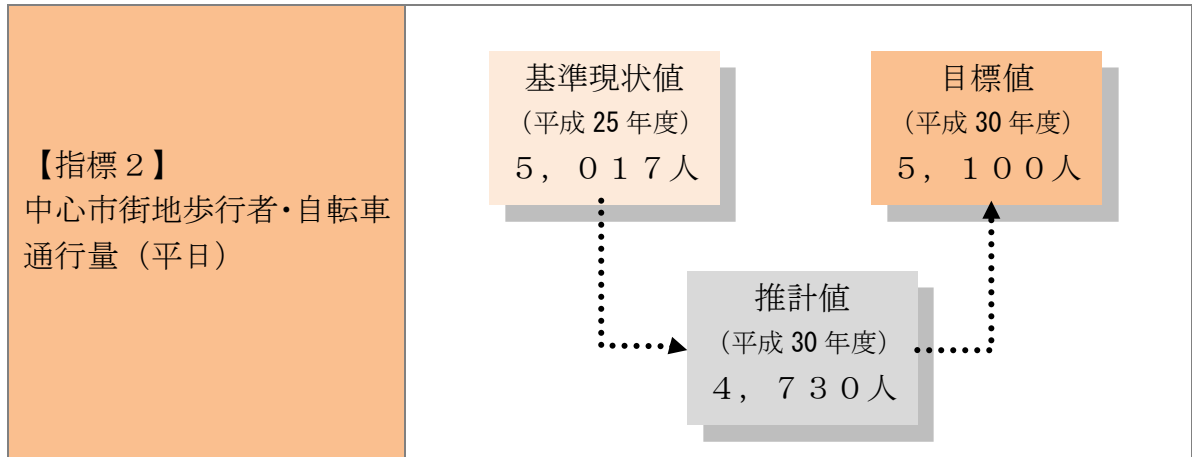 【指標２】
中心市街地歩行者・自転車
通行量（平日）
基準現状値
（平成 25 年度）
５，０１７人
目標値
（平成 30 年度）
５，１００人
推計値
（平成 30 年度）
４，７３０人